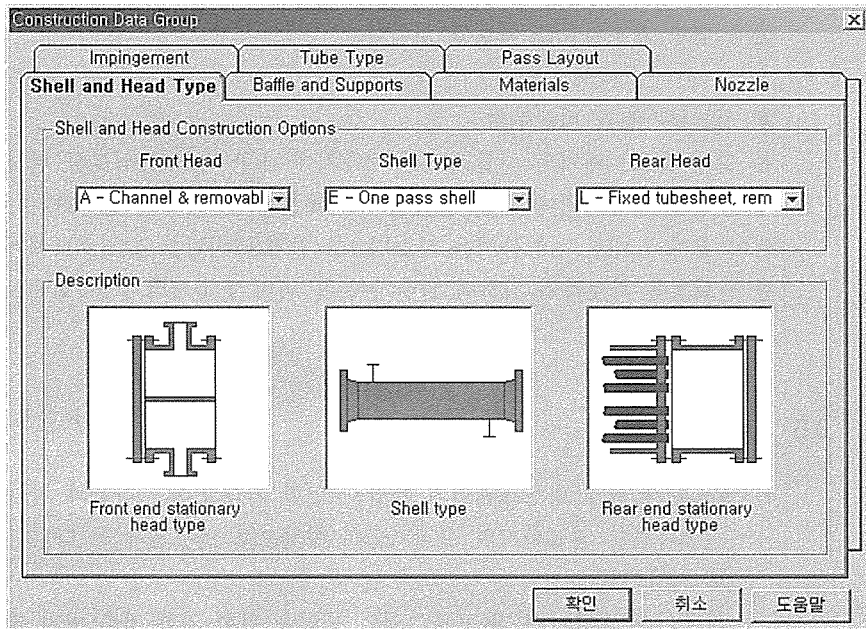 Construction Data Group
Impingement
Tube Type
Pass Layout
Shell and Head Type
Baffle and Supports
Materials
Nozzle
Shell and Head Construction Options
Front Head
Shell Type
Rear Head
A - Channel & removabl
E - One pass shell
L - Fixed tubesheet, rem
Description
Front end stationary
head type
Shell type
Rear end stationary
head type
확인
취소
도움말